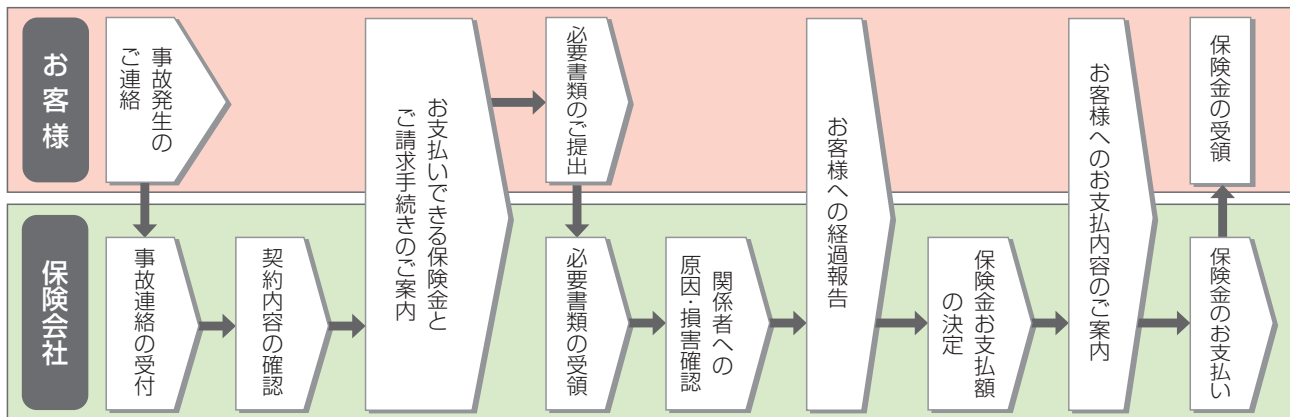 お客様
事故発生の
ご連絡
お支払いできる保険金と
ご請求手続きのご案内
必要書類のご提出
お客様への経過報告
お客様へのお支払内容のご案内
保険金の受領
保険会社
事故連絡の受付
契約内容の確認
必要書類の受領
関係者への
原因・損害確認
保険金お支払額
の決定
保険金のお支払い